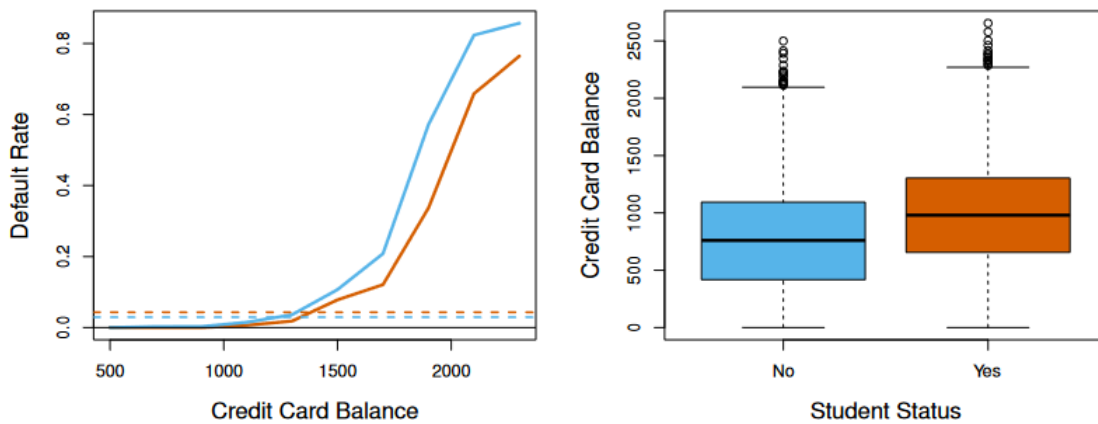 Default Rate
0.0
0.2
0.4
0.6
0.8
500
1000
1500
2000
Credit Card Balance
Credit Card Balance
0
500
1000
1500
2000
2500
No
Yes
Student Status